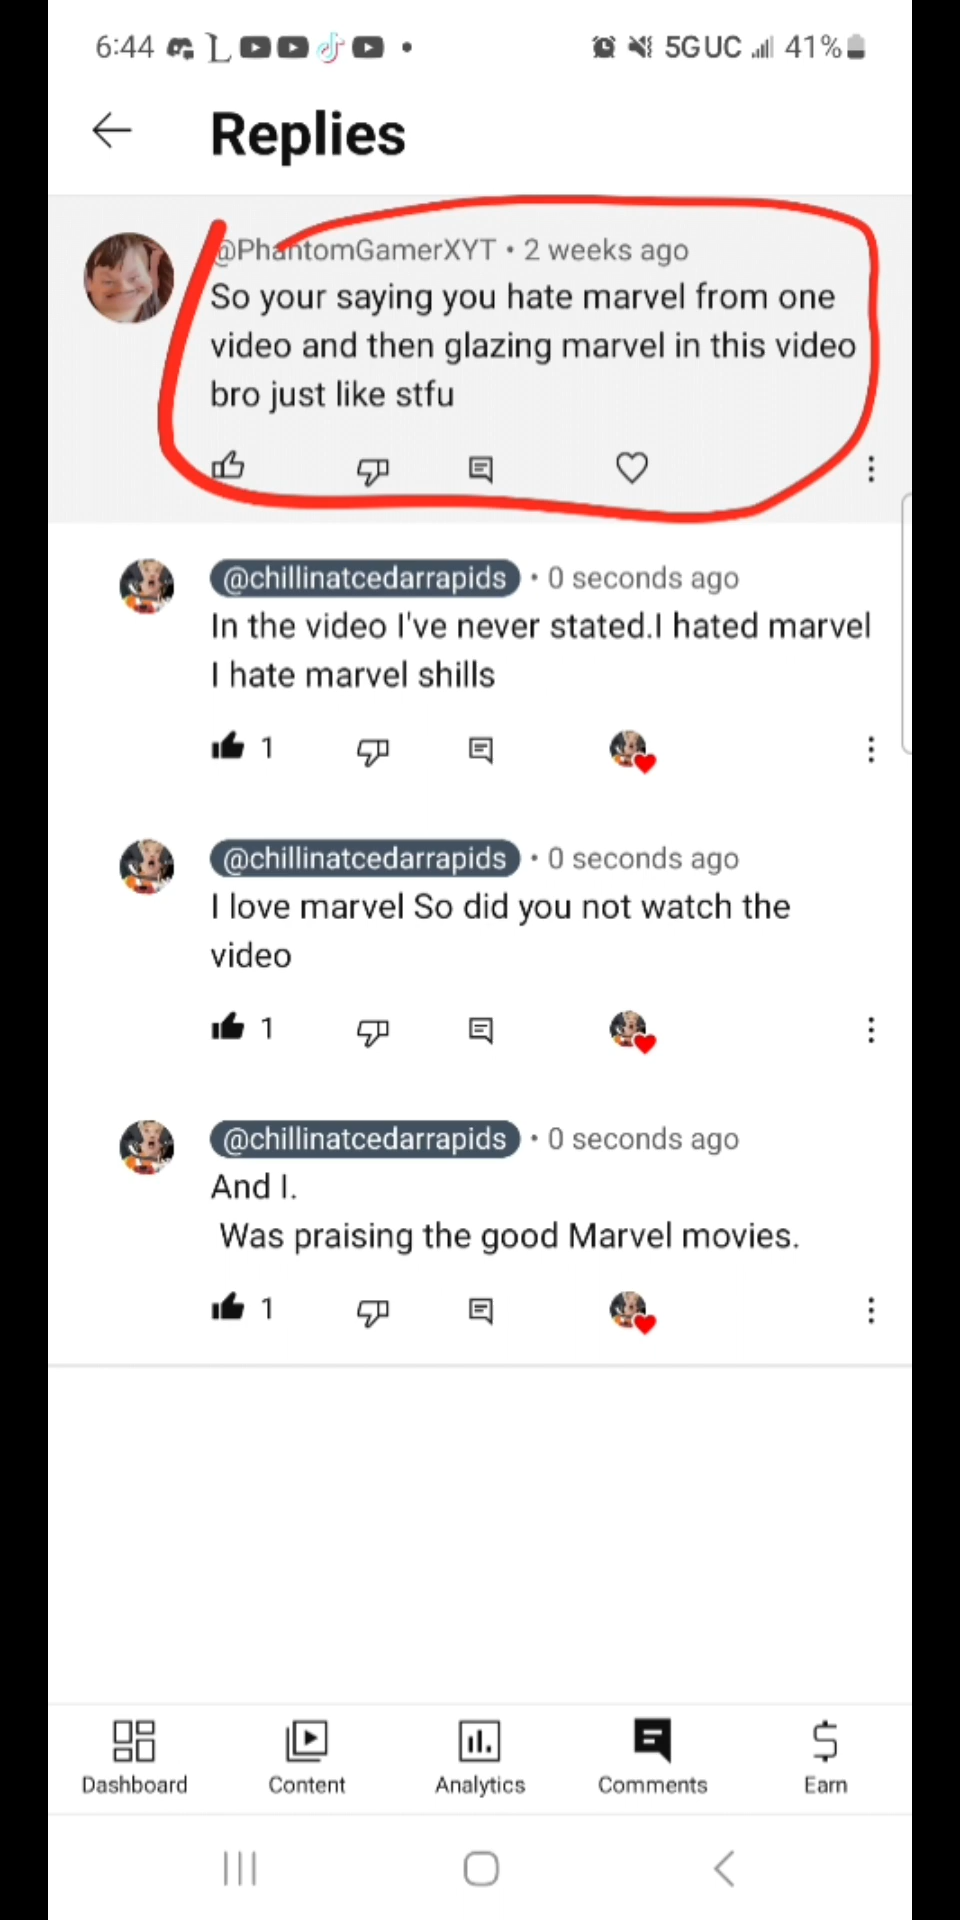 6:44 5G UC 41%
Replies
@PhantomGamerXYT • 2 weeks ago
So your saying you hate marvel from one
video and then glazing marvel in this video
bro just like stfu
@chillinatcedarrapids • 0 seconds ago
In the video I've never stated.I hated marvel
I hate marvel shills
1
@chillinatcedarrapids • 0 seconds ago
I love marvel So did you not watch the
video
1
@chillinatcedarrapids • 0 seconds ago
And I.
Was praising the good Marvel movies.
1
Dashboard Content Analytics Comments Earn